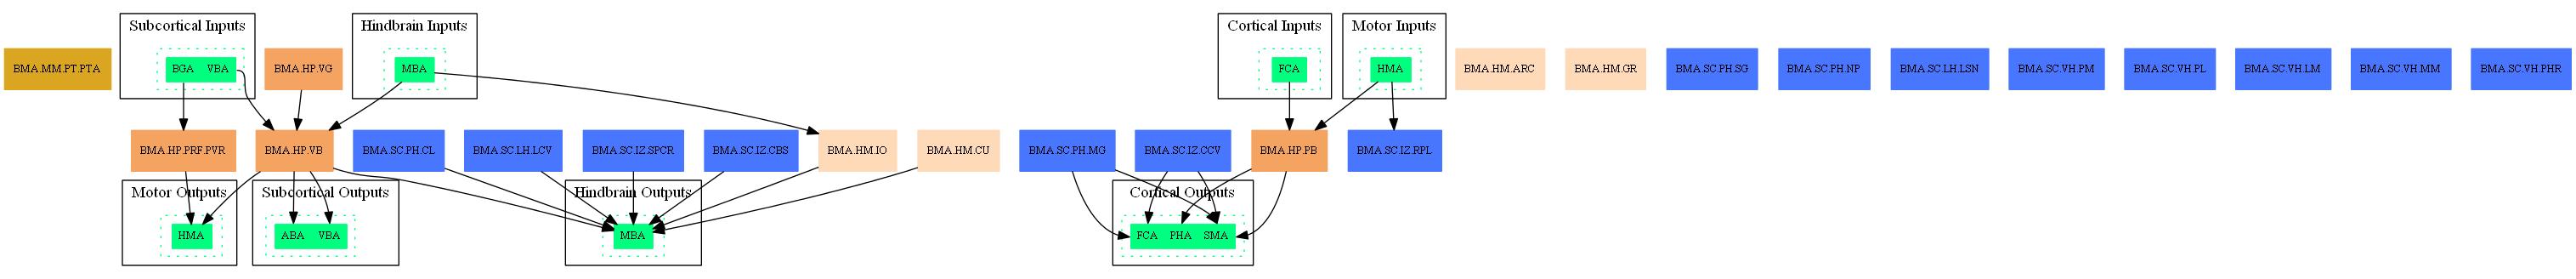 Subcortical Inputs
Hindbrain Inputs
Cortical Inputs
Motor Inputs
BMA.MM.PT.PTA
BGA VBA
BMA.HP.VG
MBA
FCA
HMA
BMA.HM.ARC
BMA.HM.GR
BMA.SC.PH.SG
BMA.SC.PH.NP
BMA.SC.LH.LSN
BMA.SC.VH.PM
BMA.SC.VH.PL
BMA.SC.VH.LM
BMA.SC.VH.MM
BMA.SC.VH.PHR
BMA.HP.PRF.PVR
BMA.HP.VB
BMA.SC.PH.CL
BMA.SC.LH.LCV
BMA.SC.IZ.SPCR
BMA.SC.IZ.CBS
BMA.HM.IO
BMA.HM.CU
BMA.SC.PH.MG
BMA.SC.IZ.CCV
BMA.HP.PB
BMA.SC.IZ.RPL
Motor Outputs
Subcortical Outputs
Hindbrain Outputs
Cortical Outputs
HMA
ABA VBA
MBA
FCA PHA SMA